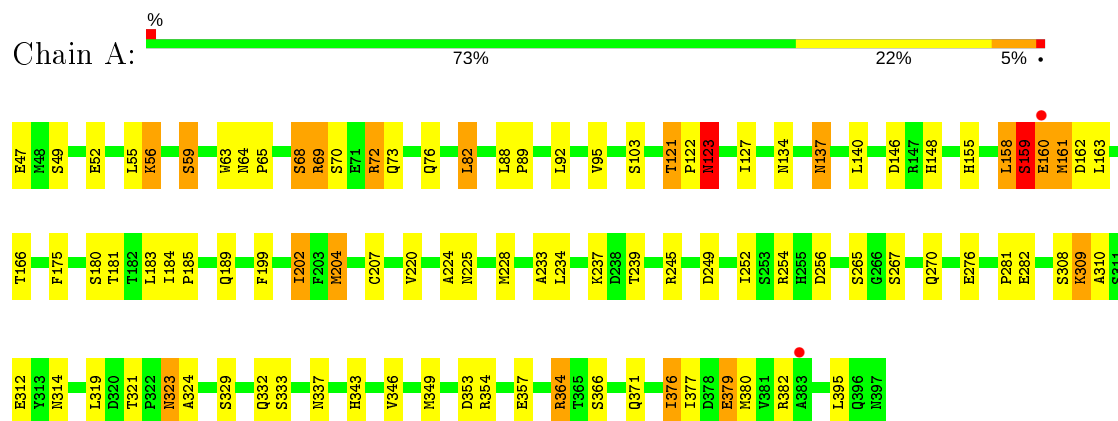 %
Chain A:
73% 22% 5% •
E47 M48 S49 E52 L55 K56 S59 W63 N64 P65 S68 R69 S70 E71 R72 Q73 Q76 L82 L88 P89 L92 V95 S103 T121 P122 N123 I127 N134 N137 L140 D146 R147 H148 H155 L158 S159 E160 M161 D162 L163
T166 F175 S180 T181 T182 L183 I184 P185 Q189 F199 I202 F203 M204 C207 V220 A224 N225 M228 A233 L234 K237 D238 T239 R245 D249 I252 S253 R254 H255 D256 S265 G266 S267 Q270 E276 P281 E282 S308 K309 A310 S311
E312 Y313 N314 L319 D320 T321 P322 N323 A324 S329 Q332 S333 N337 H343 V346 M349 D353 R354 E357 R364 T365 S366 Q371 I376 I377 D378 E379 M380 V381 R382 A383 L395 Q396 N397